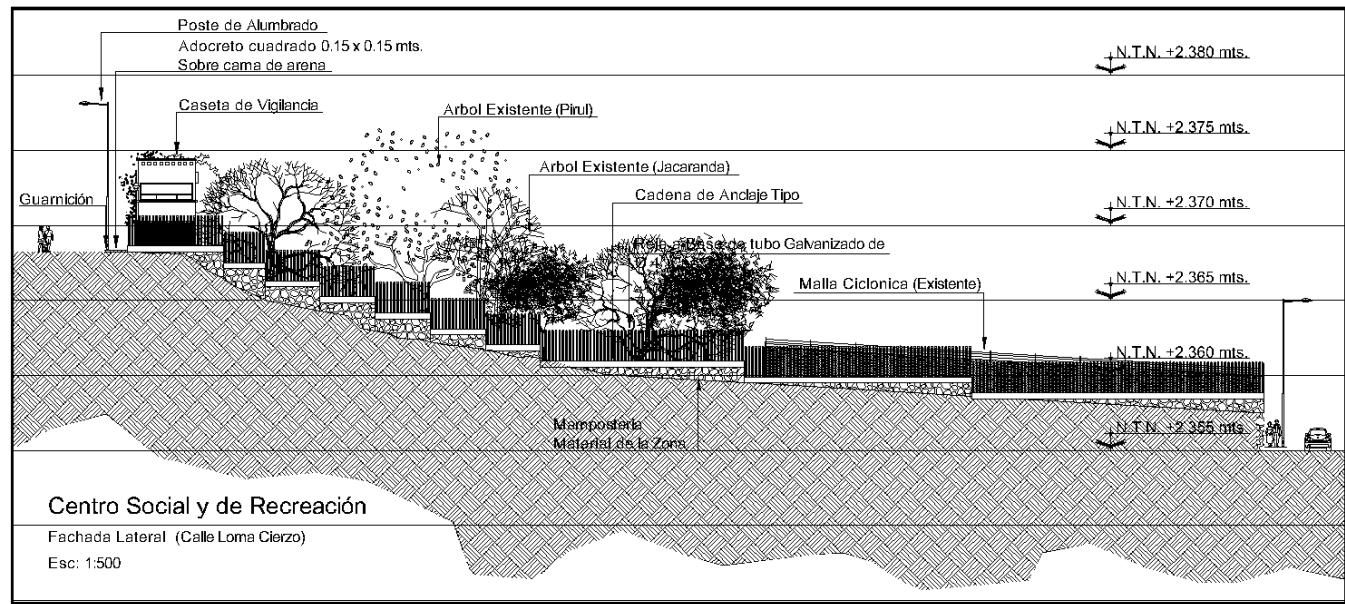 Poste de Alumbrado
Adocreto cuadrado 0.15 x 0.15 mts.
Sobre cama de arena
Caseta de Vigilancia
Arbol Existente (Pirul)
Arbol Existente (Jacaranda)
Cadena de Anclaje Tipo
Guarnición
Reja a Base de tubo Galvanizado de
Malla Ciclonica (Existente)
Mamposteria
Material de la Zona
N.T.N. +2.380 mts.
N.T.N. +2.375 mts.
N.T.N. +2.370 mts.
N.T.N. +2.365 mts.
N.T.N. +2.360 mts.
N.T.N. +2.355 mts.
Centro Social y de Recreación
Fachada Lateral (Calle Loma Cierzo)
Esc: 1:500